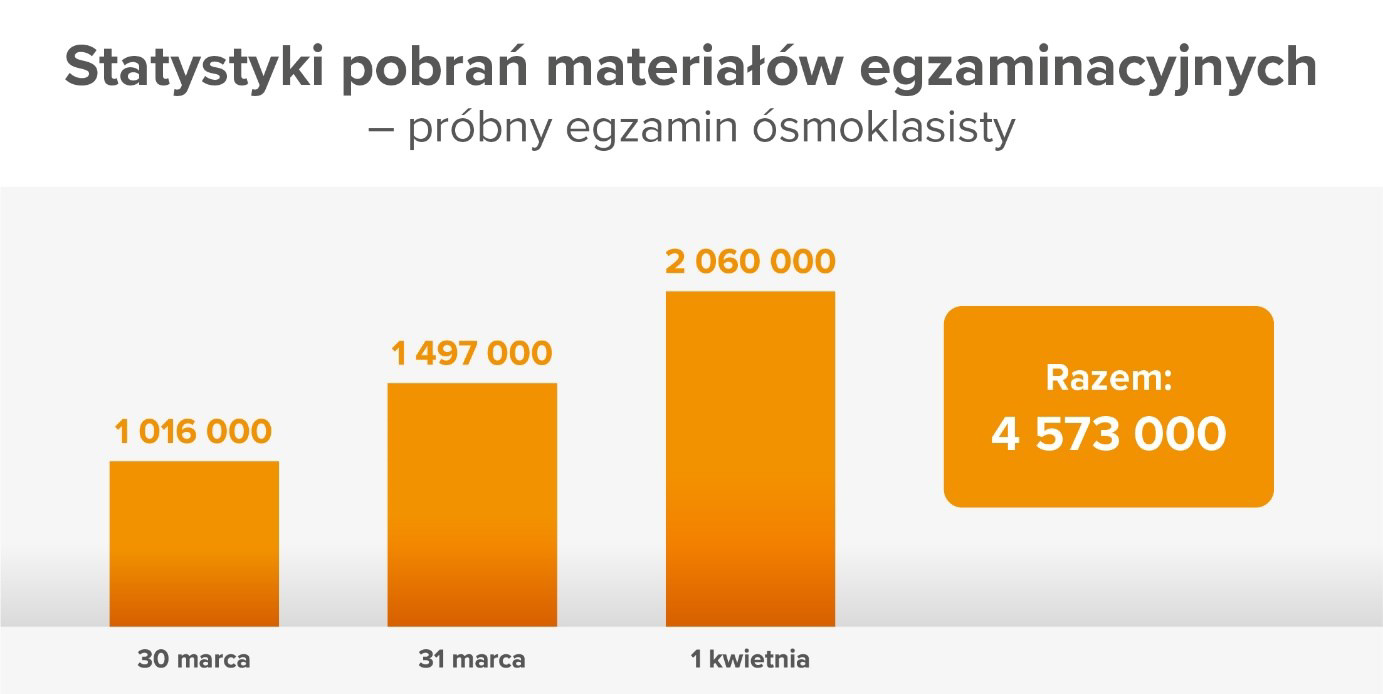 Statystyki pobrań materiałów egzaminacyjnych
– próbny egzamin ósmoklasisty
1 016 000
1 497 000
2 060 000
Razem:
4 573 000
30 marca
31 marca
1 kwietnia